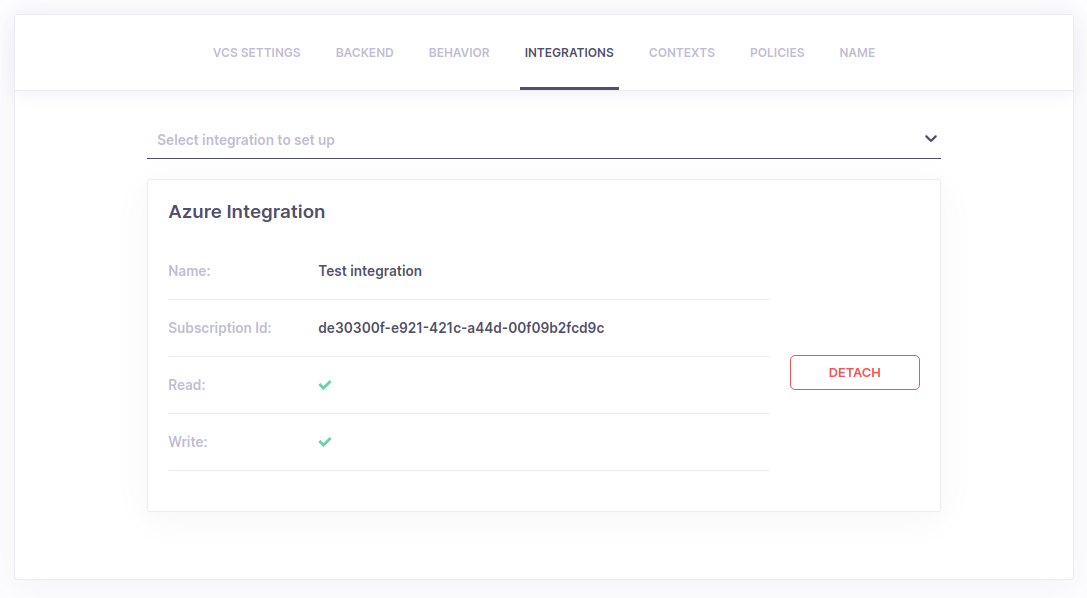 VCS SETTINGS BACKEND BEHAVIOR INTEGRATIONS CONTEXTS POLICIES NAME
Select integration to set up
Azure Integration
Name: Test integration
Subscription Id: de30300f-e921-421c-a44d-00f09b2fcd9c
Read:
DETACH
Write: